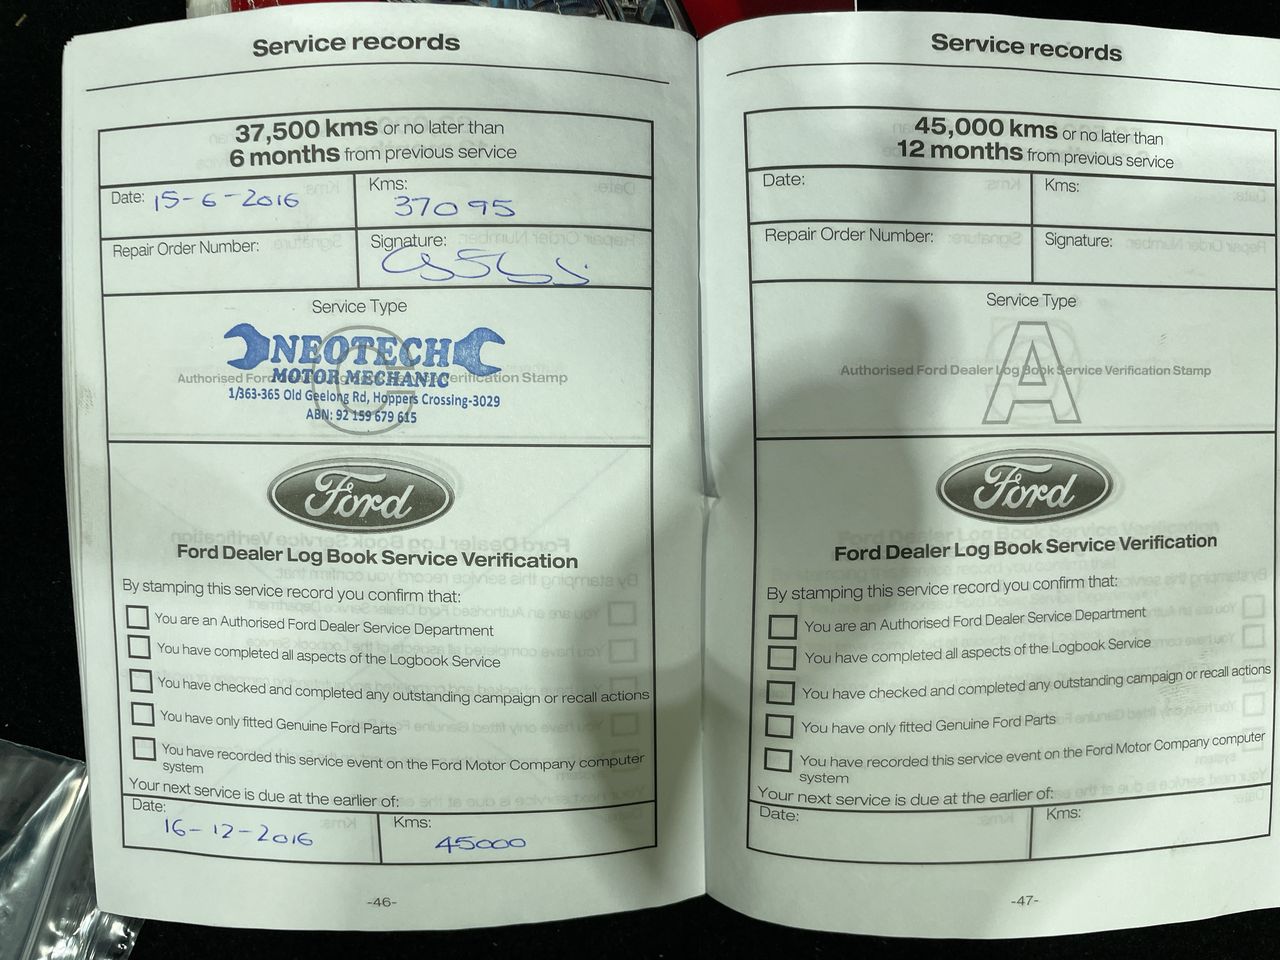 Service records
37,500 kms or no later than
6 months from previous service
Date: 15-6-2016
Kms: 37095
Repair Order Number:
Signature:
Service Type
C
NEOTECH
MOTOR MECHANIC
Authorised Ford Verification Stamp
1/363-365 Old Geelong Rd, Hoppers Crossing-3029
ABN: 92 159 679 615
Ford
Ford Dealer Log Book Service Verification
By stamping this service record you confirm that:
You are an Authorised Ford Dealer Service Department
You have completed all aspects of the Logbook Service
You have checked and completed any outstanding campaign or recall actions
You have only fitted Genuine Ford Parts
You have recorded this service event on the Ford Motor Company computer
system
Your next service is due at the earlier of:
Date: 16-12-2016
Kms: 45000
-46-
Service records
45,000 kms or no later than
12 months from previous service
Date:
Kms:
Repair Order Number:
Signature:
Service Type
A
Authorised Ford Dealer Log Book Service Verification Stamp
Ford
Ford Dealer Log Book Service Verification
By stamping this service record you confirm that:
You are an Authorised Ford Dealer Service Department
You have completed all aspects of the Logbook Service
You have checked and completed any outstanding campaign or recall actions
You have only fitted Genuine Ford Parts
You have recorded this service event on the Ford Motor Company computer
system
Your next service is due at the earlier of:
Date:
Kms:
-47-